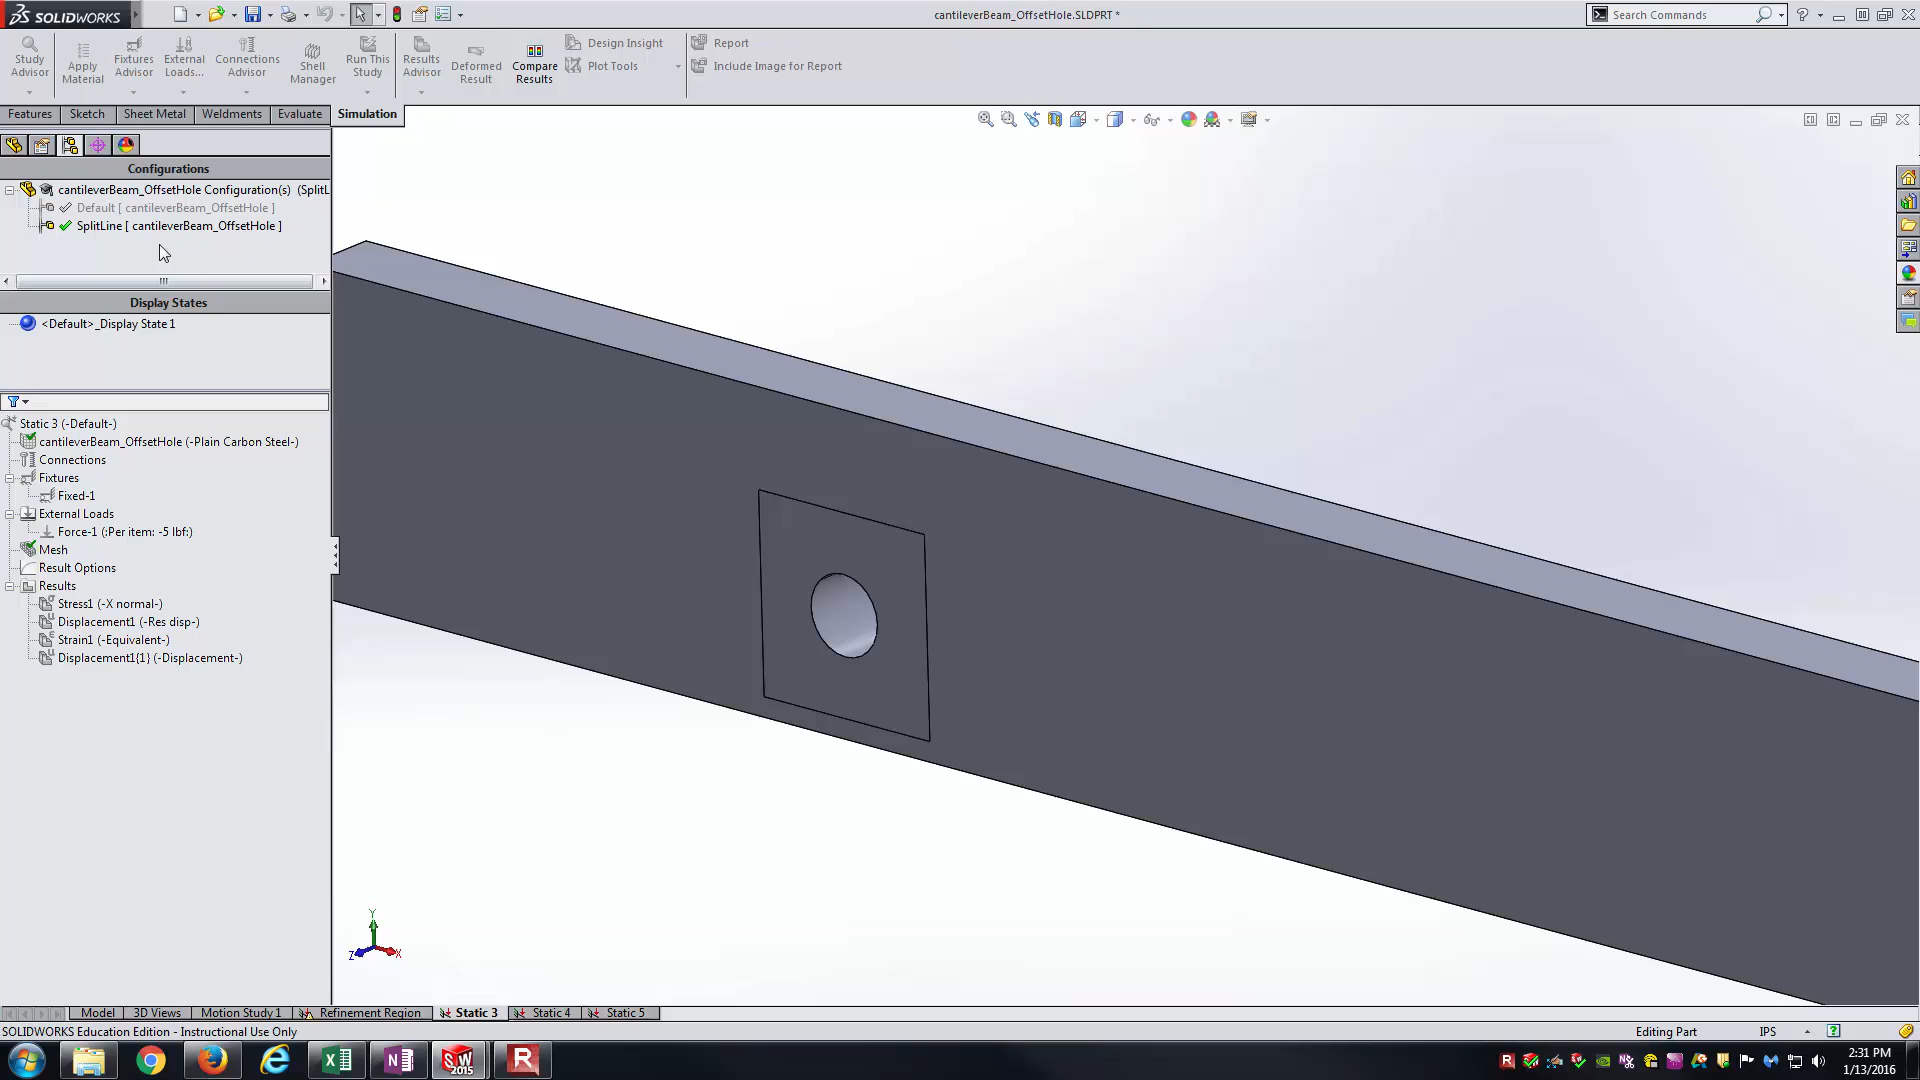 SOLIDWORKS
cantileverBeam_OffsetHole.SLDPRT *
Search Commands
Study Advisor
Apply Material
Fixtures Advisor
External Loads...
Connections Advisor
Shell Manager
Run This Study
Results Advisor
Deformed Result
Compare Results
Design Insight
Plot Tools
Report
Include Image for Report
Features
Sketch
Sheet Metal
Weldments
Evaluate
Simulation
Configurations
cantileverBeam_OffsetHole Configuration(s) (SplitL
Default [ cantileverBeam_OffsetHole ]
SplitLine [ cantileverBeam_OffsetHole ]
Display States
<Default>_Display State 1
Static 3 (-Default-)
cantileverBeam_OffsetHole (-Plain Carbon Steel-)
Connections
Fixtures
Fixed-1
External Loads
Force-1 (:Per item: -5 lbf:)
Mesh
Result Options
Results
Stress1 (-X normal-)
Displacement1 (-Res disp-)
Strain1 (-Equivalent-)
Displacement1{1} (-Displacement-)
Y
Z
X
Model
3D Views
Motion Study 1
Refinement Region
Static 3
Static 4
Static 5
SOLIDWORKS Education Edition - Instructional Use Only
Editing Part
IPS
SW
2015
R
2:31 PM
1/13/2016